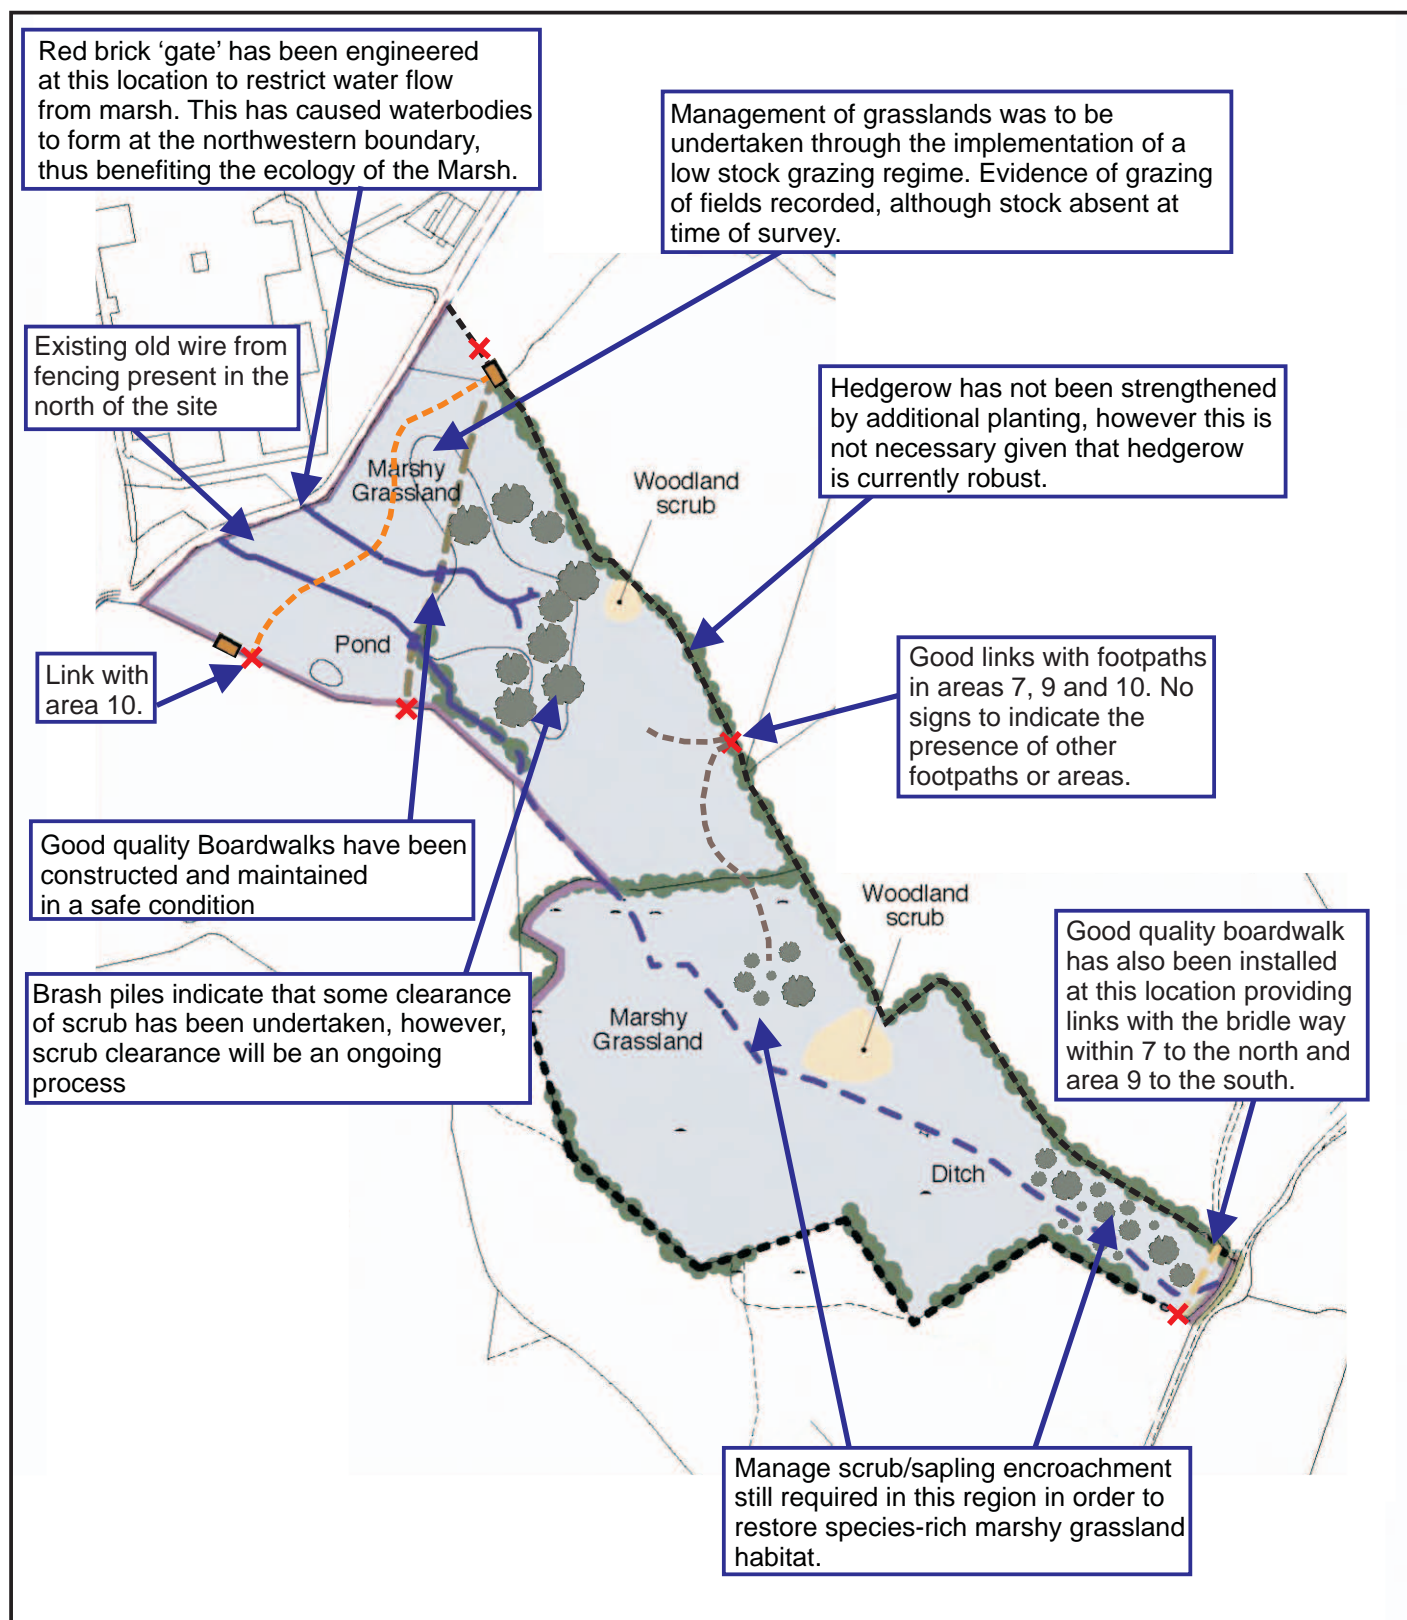 Red brick ‘gate’ has been engineered
at this location to restrict water flow
from marsh. This has caused waterbodies
to form at the northwestern boundary,
thus benefiting the ecology of the Marsh.
Management of grasslands was to be
undertaken through the implementation of a
low stock grazing regime. Evidence of grazing
of fields recorded, although stock absent at
time of survey.
Existing old wire from
fencing present in the
north of the site
Hedgerow has not been strengthened
by additional planting, however this is
not necessary given that hedgerow
is currently robust.
Marshy
Grassland
Woodland
scrub
Pond
Link with
area 10.
Good links with footpaths
in areas 7, 9 and 10. No
signs to indicate the
presence of other
footpaths or areas.
Good quality Boardwalks have been
constructed and maintained
in a safe condition
Woodland
scrub
Good quality boardwalk
has also been installed
at this location providing
links with the bridle way
within 7 to the north and
area 9 to the south.
Brash piles indicate that some clearance
of scrub has been undertaken, however,
scrub clearance will be an ongoing
process
Marshy
Grassland
Ditch
Manage scrub/sapling encroachment
still required in this region in order to
restore species-rich marshy grassland
habitat.